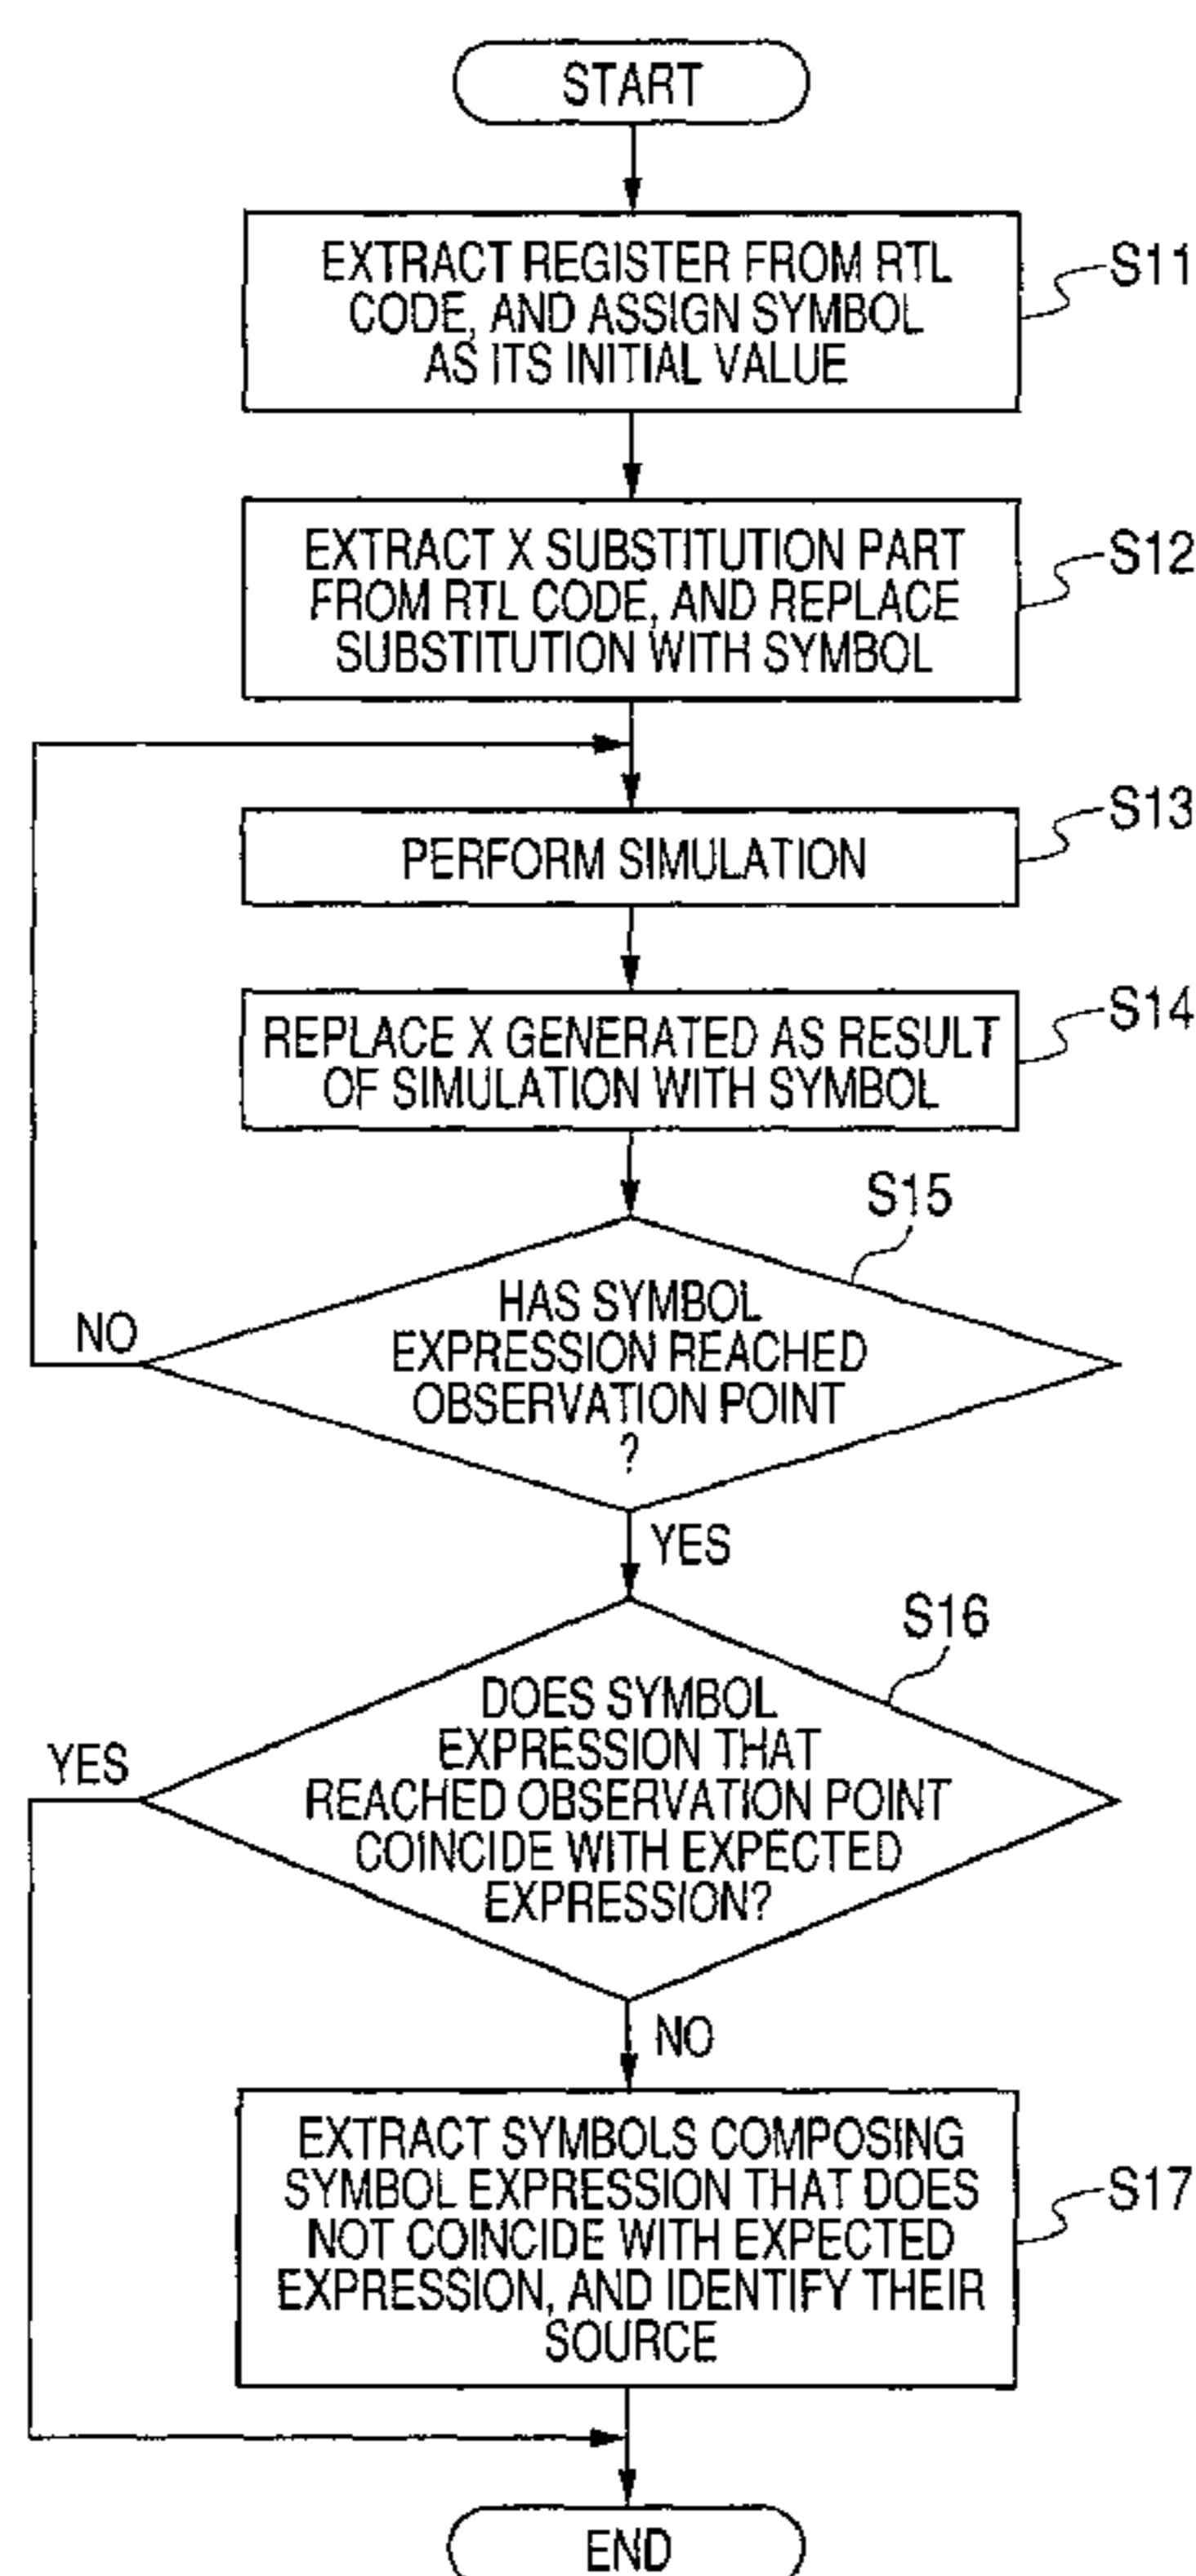 START
EXTRACT REGISTER FROM RTL
CODE, AND ASSIGN SYMBOL
AS ITS INITIAL VALUE
S11
EXTRACT X SUBSTITUTION PART
FROM RTL CODE, AND REPLACE
SUBSTITUTION WITH SYMBOL
S12
PERFORM SIMULATION
S13
REPLACE X GENERATED AS RESULT
OF SIMULATION WITH SYMBOL
S14
S15
HAS SYMBOL
EXPRESSION REACHED
OBSERVATION POINT
?
NO
YES
S16
DOES SYMBOL
EXPRESSION THAT
REACHED OBSERVATION POINT
COINCIDE WITH EXPECTED
EXPRESSION?
YES
NO
EXTRACT SYMBOLS COMPOSING
SYMBOL EXPRESSION THAT DOES
NOT COINCIDE WITH EXPECTED
EXPRESSION, AND IDENTIFY THEIR
SOURCE
S17
END